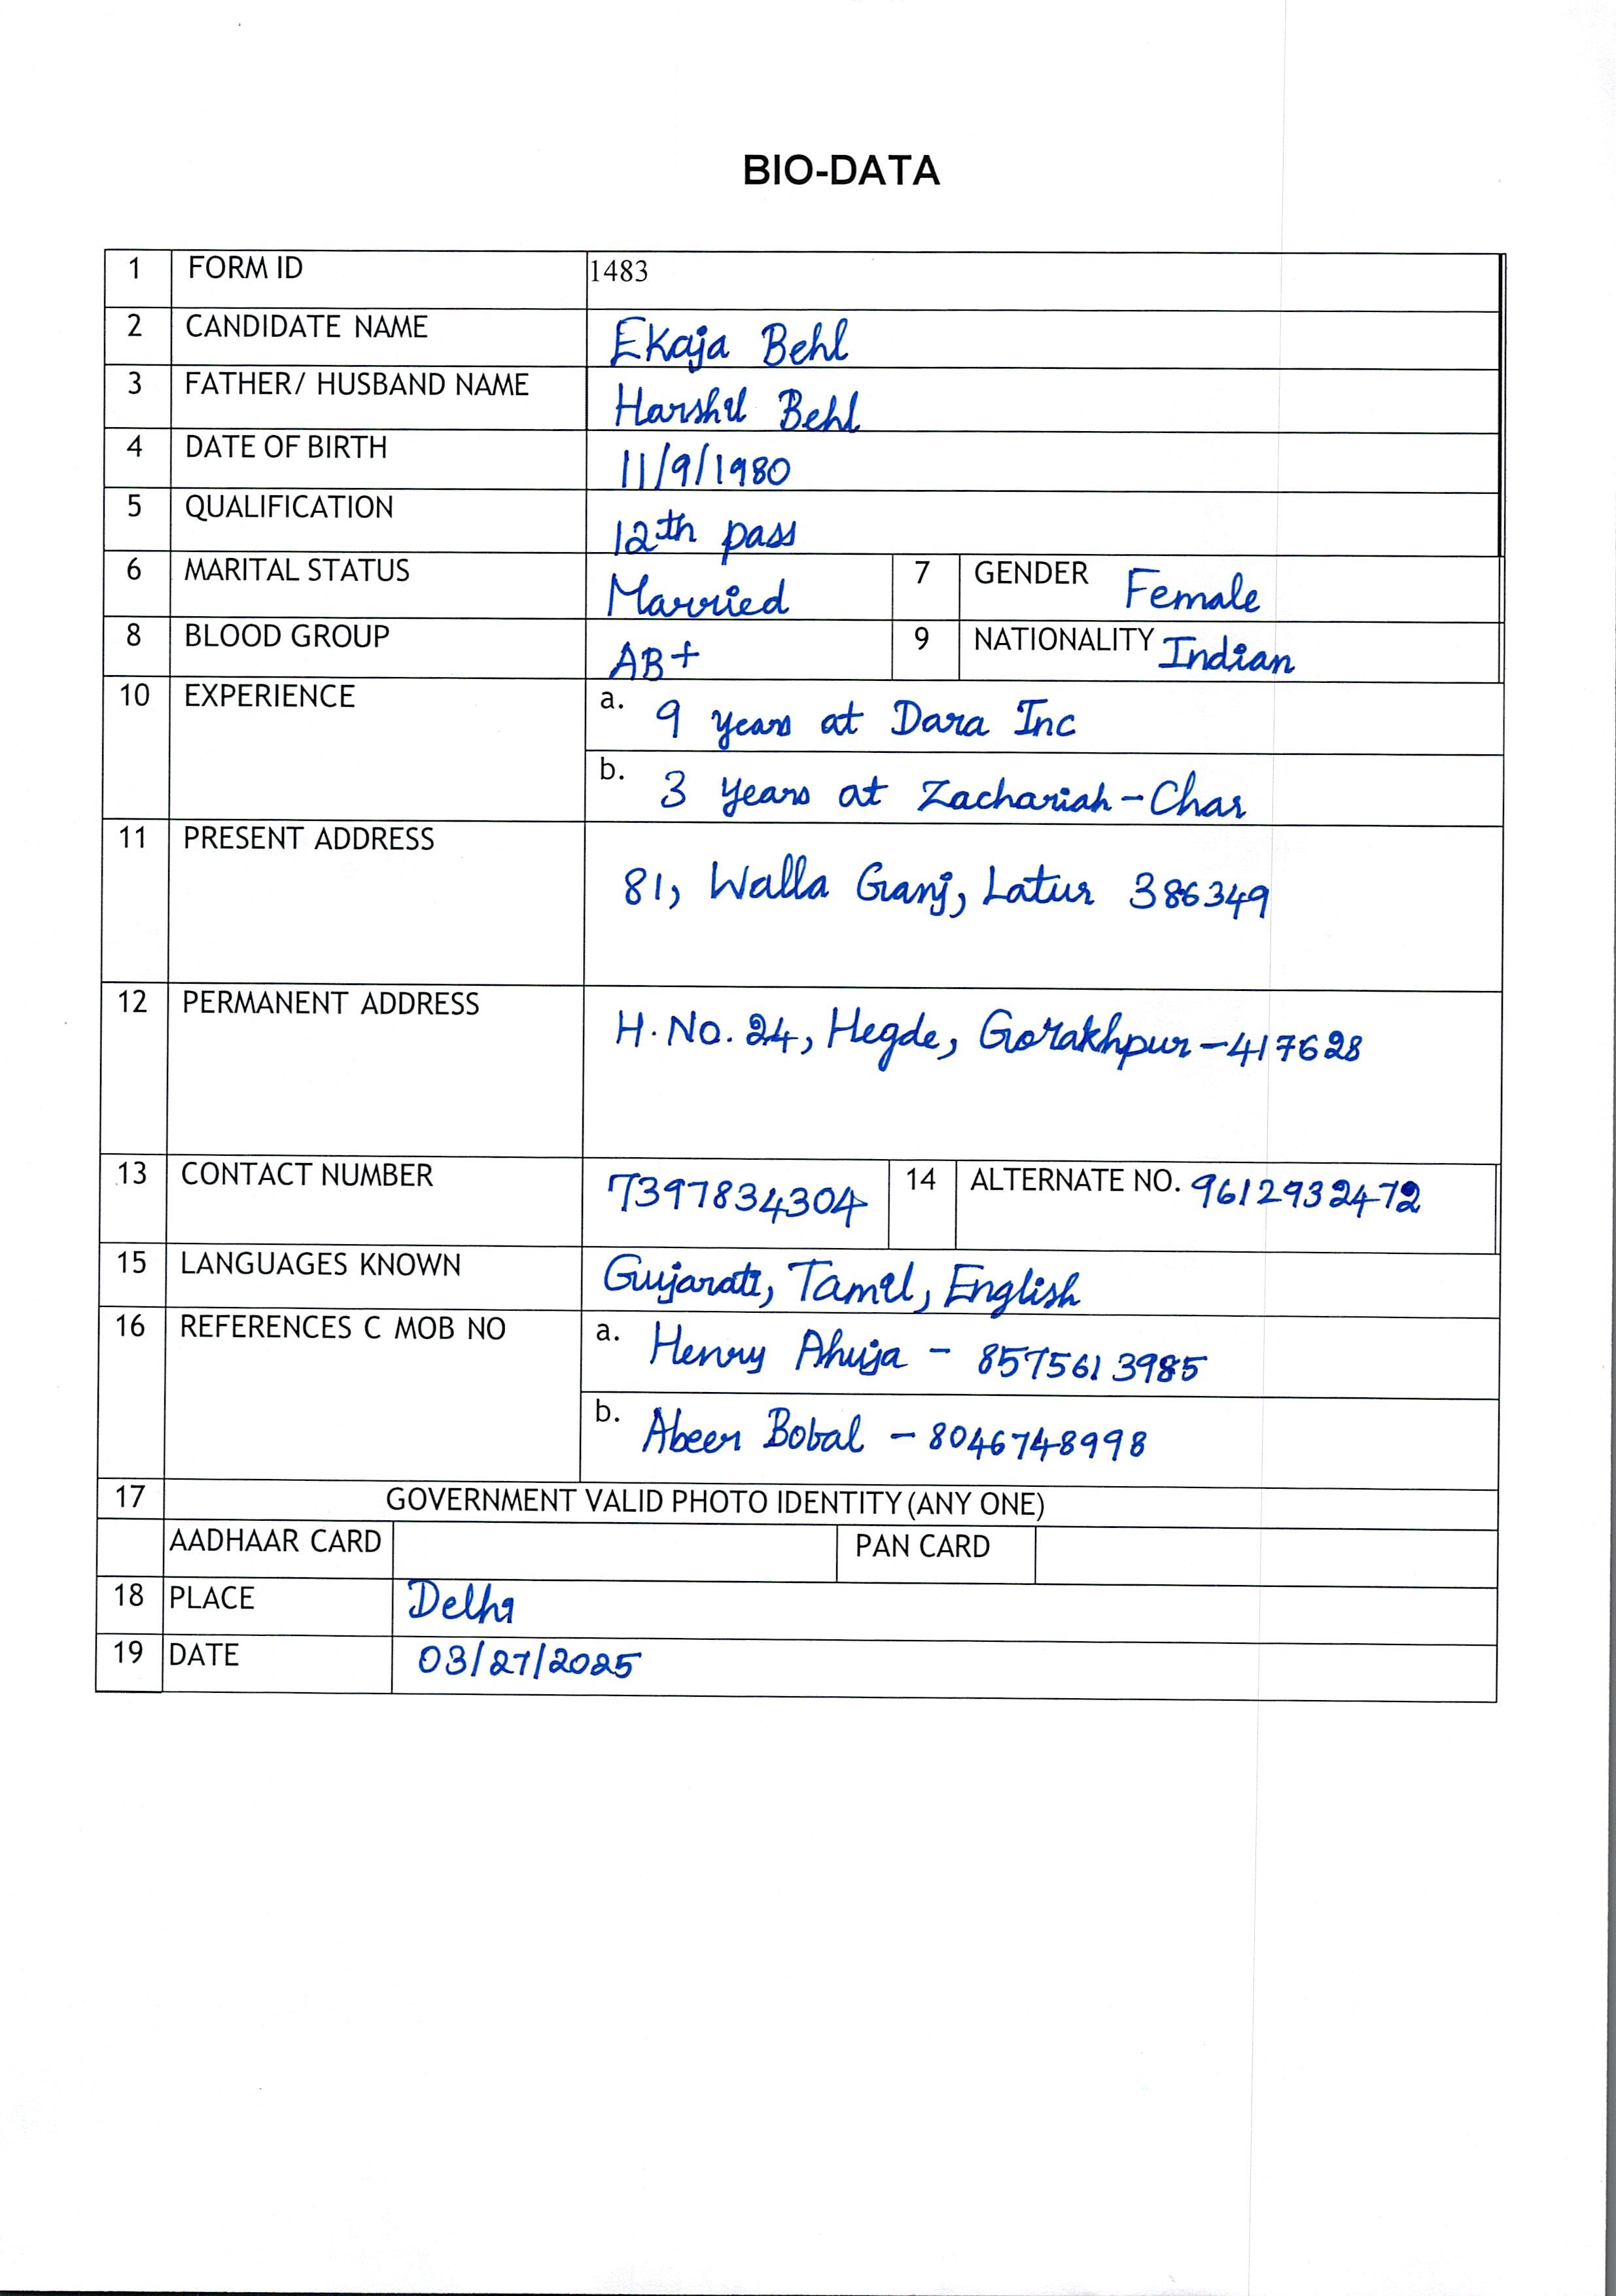 BIO-DATA
1 FORM ID 1483
2 CANDIDATE NAME Ekaja Behl
3 FATHER/ HUSBAND NAME Harshil Behl
4 DATE OF BIRTH 11/9/1980
5 QUALIFICATION 12th pass
6 MARITAL STATUS Married 7 GENDER Female
8 BLOOD GROUP AB+ 9 NATIONALITY Indian
10 EXPERIENCE a. 9 years at Dara Inc
b. 3 years at Zachariah-Char
11 PRESENT ADDRESS 81, Walla Ganj, Latur 386349
12 PERMANENT ADDRESS H.No. 24, Hegde, Gorakhpur-417628
13 CONTACT NUMBER 7397834304 14 ALTERNATE NO. 9612932472
15 LANGUAGES KNOWN Gujarati, Tamil, English
16 REFERENCES C MOB NO a. Henry Ahuja - 8575613985
b. Abeer Bobal - 8046748998
17 GOVERNMENT VALID PHOTO IDENTITY (ANY ONE)
AADHAAR CARD PAN CARD
18 PLACE Delhi
19 DATE 03/27/2025